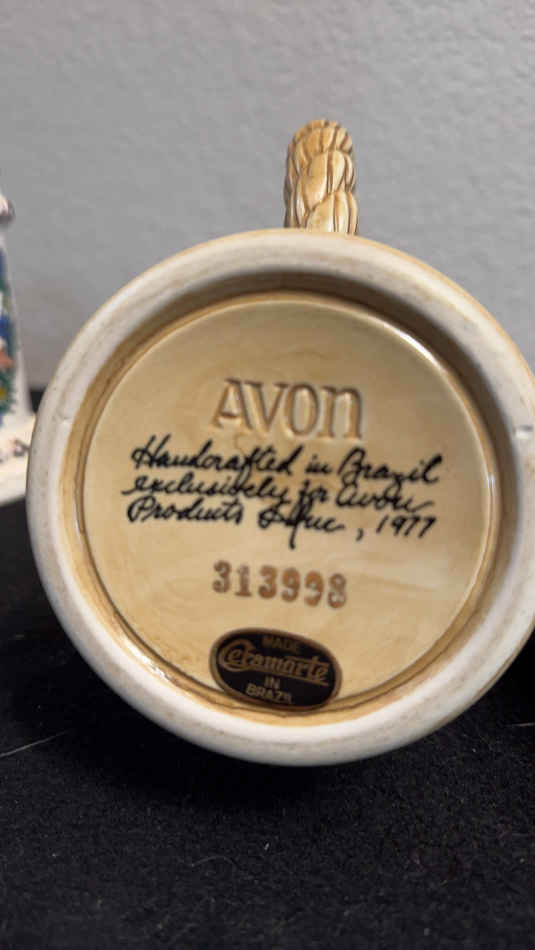 AVON
Handcrafted in Brazil
exclusively for Avon
Products Inc., 1977
313998
MADE
Ceramarte
IN
BRAZIL